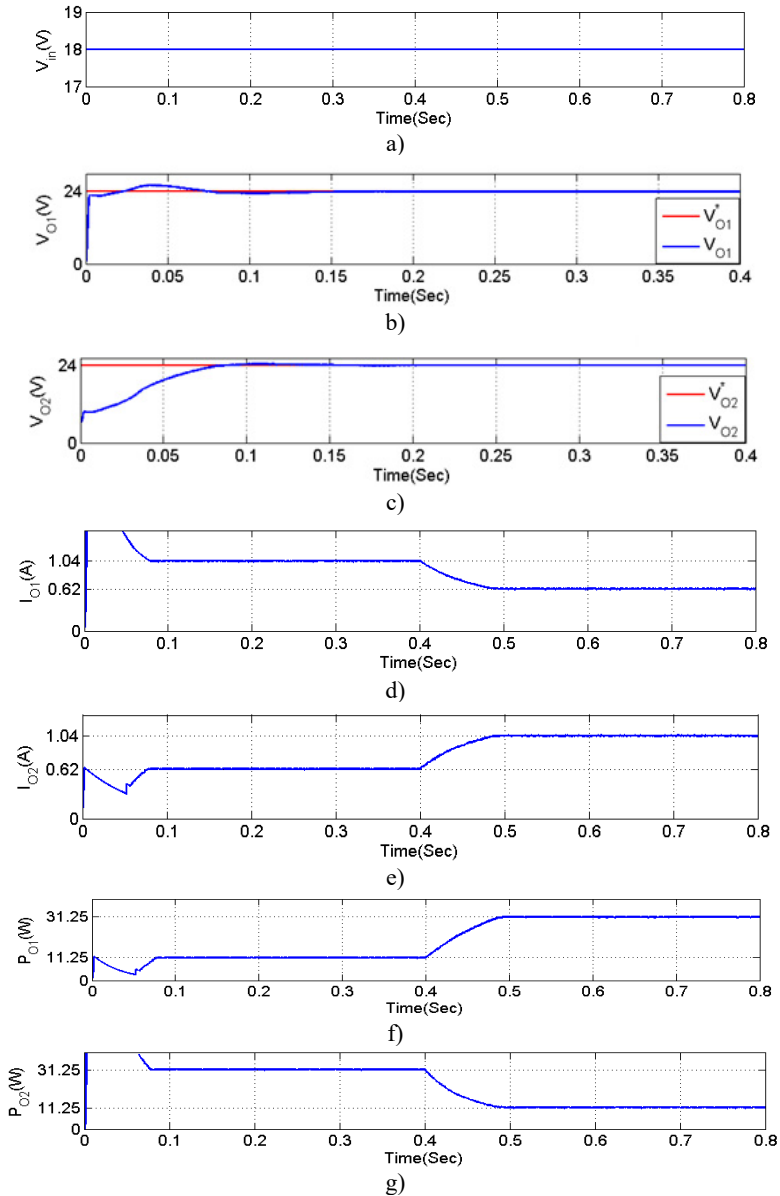 19
18
17
V_in(V)
0 0.1 0.2 0.3 0.4 0.5 0.6 0.7 0.8
Time(Sec)
a)
24
0
V_O1(V)
V*_O1
V_O1
0 0.05 0.1 0.15 0.2 0.25 0.3 0.35 0.4
Time(Sec)
b)
24
0
V_O2(V)
V*_O2
V_O2
0 0.05 0.1 0.15 0.2 0.25 0.3 0.35 0.4
Time(Sec)
c)
1.04
0.62
0
I_O1(A)
0 0.1 0.2 0.3 0.4 0.5 0.6 0.7 0.8
Time(Sec)
d)
1.04
0.62
0
I_O2(A)
0 0.1 0.2 0.3 0.4 0.5 0.6 0.7 0.8
Time(Sec)
e)
31.25
11.25
0
P_O1(W)
0 0.1 0.2 0.3 0.4 0.5 0.6 0.7 0.8
Time(Sec)
f)
31.25
11.25
0
P_O2(W)
0 0.1 0.2 0.3 0.4 0.5 0.6 0.7 0.8
Time(Sec)
g)